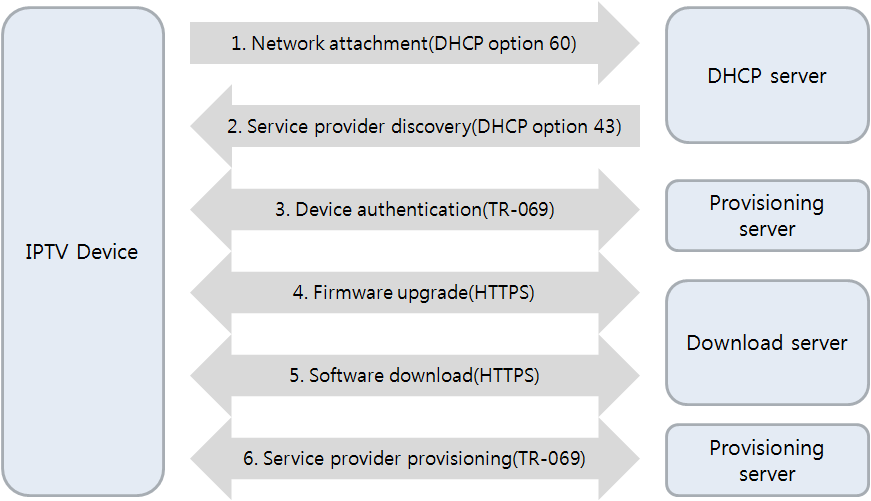 IPTV Device
1. Network attachment(DHCP option 60)
2. Service provider discovery(DHCP option 43)
3. Device authentication(TR-069)
4. Firmware upgrade(HTTPS)
5. Software download(HTTPS)
6. Service provider provisioning(TR-069)
DHCP server
Provisioning
server
Download server
Provisioning
server